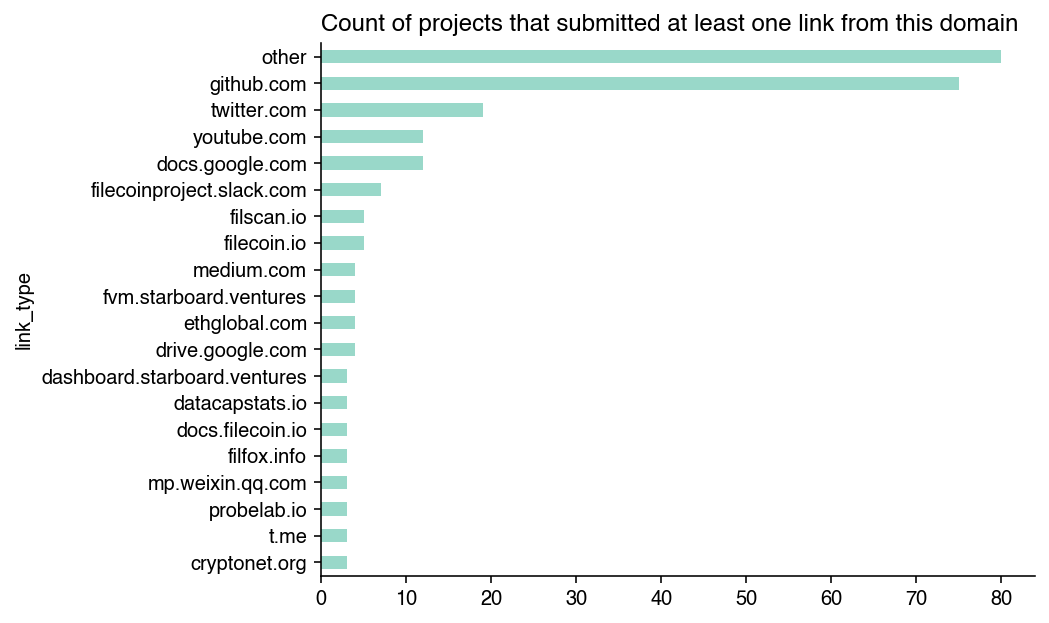 Count of projects that submitted at least one link from this domain
other
github.com
twitter.com
youtube.com
docs.google.com
filecoinproject.slack.com
filscan.io
filecoin.io
medium.com
fvm.starboard.ventures
ethglobal.com
drive.google.com
dashboard.starboard.ventures
datacapstats.io
docs.filecoin.io
filfox.info
mp.weixin.qq.com
probelab.io
t.me
cryptonet.org
link_type
0 10 20 30 40 50 60 70 80